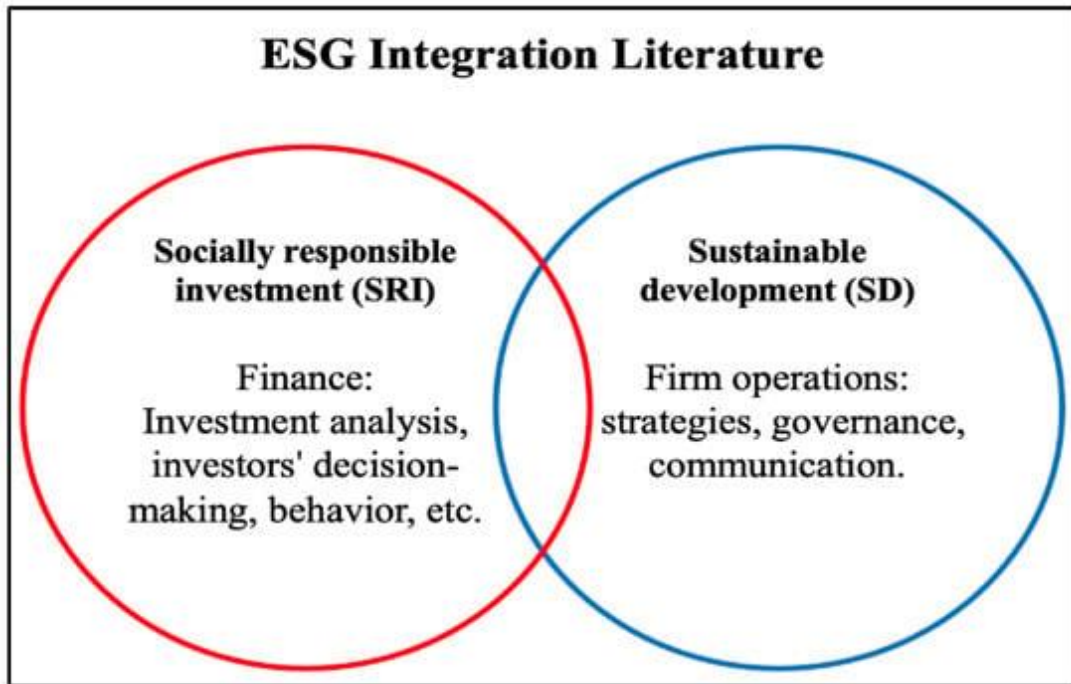 ESG Integration Literature
Socially responsible
investment (SRI)
Finance:
Investment analysis,
investors' decision-
making, behavior, etc.
Sustainable
development (SD)
Firm operations:
strategies, governance,
communication.